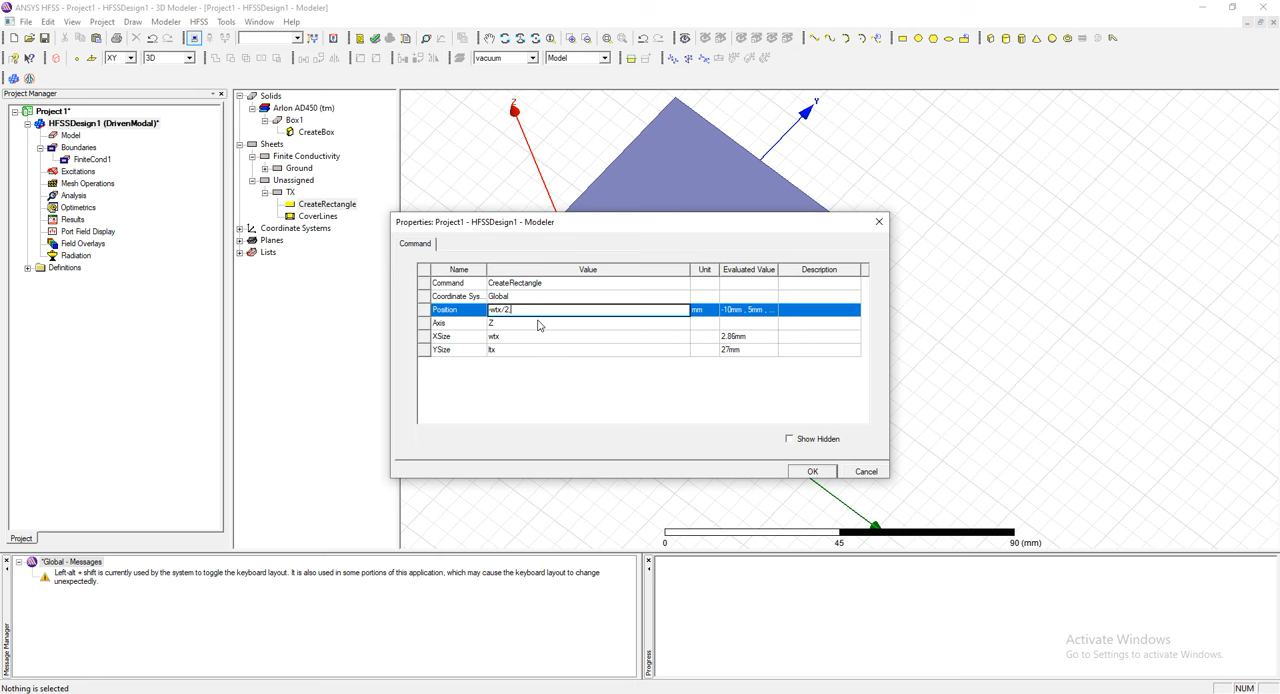 ANSYS HFSS - Project1 - HFSSDesign1 - 3D Modeler - [Project1 - HFSSDesign1 - Modeler]
File Edit View Project Draw Modeler HFSS Tools Window Help
XY 3D vacuum Model
Project Manager
Project1*
HFSSDesign1 (DrivenModal)*
Model
Boundaries
FiniteCond1
Excitations
Mesh Operations
Analysis
Optimetrics
Results
Port Field Display
Field Overlays
Radiation
Definitions
Project
Solids
Arlon AD450 (tm)
Box1
CreateBox
Sheets
Finite Conductivity
Ground
Unassigned
TX
CreateRectangle
CoverLines
Coordinate Systems
Planes
Lists
Z
Y
Properties: Project1 - HFSSDesign1 - Modeler
Command
Name Value Unit Evaluated Value Description
Command CreateRectangle
Coordinate Sys... Global
Position -wtx/2, mm -10mm , 5mm , ...
Axis Z
XSize wtx 2.86mm
YSize ltx 27mm
Show Hidden
OK Cancel
0 45 90 (mm)
*Global - Messages
Left-alt + shift is currently used by the system to toggle the keyboard layout. It is also used in some portions of this application, which may cause the keyboard layout to change
unexpectedly.
Message Manager
Progress
Activate Windows
Go to Settings to activate Windows.
Nothing is selected
NUM